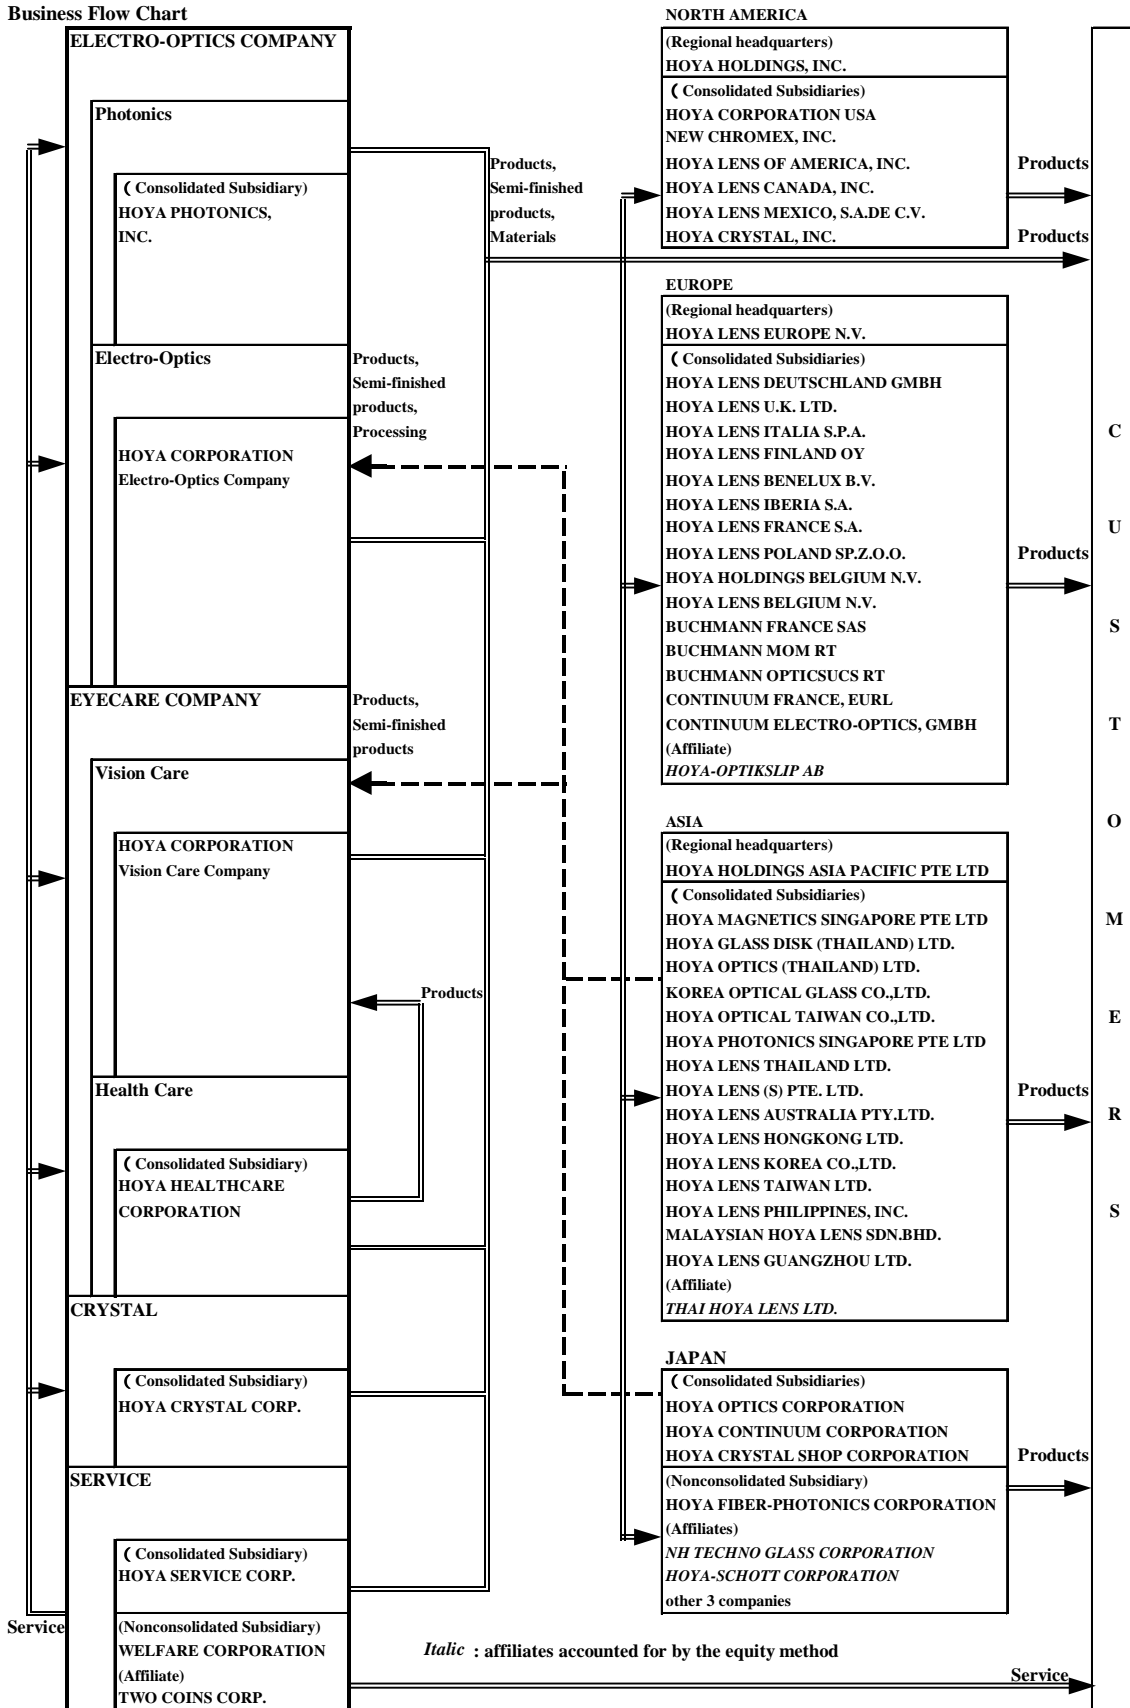 Business Flow Chart
ELECTRO-OPTICS COMPANY
Photonics
(Consolidated Subsidiary)
HOYA PHOTONICS,
INC.
Electro-Optics
HOYA CORPORATION
Electro-Optics Company
EYECARE COMPANY
Vision Care
HOYA CORPORATION
Vision Care Company
Health Care
(Consolidated Subsidiary)
HOYA HEALTHCARE
CORPORATION
CRYSTAL
(Consolidated Subsidiary)
HOYA CRYSTAL CORP.
SERVICE
(Consolidated Subsidiary)
HOYA SERVICE CORP.
Service
(Nonconsolidated Subsidiary)
WELFARE CORPORATION
(Affiliate)
TWO COINS CORP.
Products,
Semi-finished
products,
Materials
Products,
Semi-finished
products,
Processing
Products,
Semi-finished
products
Products
NORTH AMERICA
(Regional headquarters)
HOYA HOLDINGS, INC.
(Consolidated Subsidiaries)
HOYA CORPORATION USA
NEW CHROMEX, INC.
HOYA LENS OF AMERICA, INC.
HOYA LENS CANADA, INC.
HOYA LENS MEXICO, S.A.DE C.V.
HOYA CRYSTAL, INC.
Products
Products
EUROPE
(Regional headquarters)
HOYA LENS EUROPE N.V.
(Consolidated Subsidiaries)
HOYA LENS DEUTSCHLAND GMBH
HOYA LENS U.K. LTD.
HOYA LENS ITALIA S.P.A.
HOYA LENS FINLAND OY
HOYA LENS BENELUX B.V.
HOYA LENS IBERIA S.A.
HOYA LENS FRANCE S.A.
HOYA LENS POLAND SP.Z.O.O.
HOYA HOLDINGS BELGIUM N.V.
HOYA LENS BELGIUM N.V.
BUCHMANN FRANCE SAS
BUCHMANN MOM RT
BUCHMANN OPTICSUCS RT
CONTINUUM FRANCE, EURL
CONTINUUM ELECTRO-OPTICS, GMBH
(Affiliate)
HOYA-OPTIKSLIP AB
Products
ASIA
(Regional headquarters)
HOYA HOLDINGS ASIA PACIFIC PTE LTD
(Consolidated Subsidiaries)
HOYA MAGNETICS SINGAPORE PTE LTD
HOYA GLASS DISK (THAILAND) LTD.
HOYA OPTICS (THAILAND) LTD.
KOREA OPTICAL GLASS CO.,LTD.
HOYA OPTICAL TAIWAN CO.,LTD.
HOYA PHOTONICS SINGAPORE PTE LTD
HOYA LENS THAILAND LTD.
HOYA LENS (S) PTE. LTD.
HOYA LENS AUSTRALIA PTY.LTD.
HOYA LENS HONGKONG LTD.
HOYA LENS KOREA CO.,LTD.
HOYA LENS TAIWAN LTD.
HOYA LENS PHILIPPINES, INC.
MALAYSIAN HOYA LENS SDN.BHD.
HOYA LENS GUANGZHOU LTD.
(Affiliate)
THAI HOYA LENS LTD.
Products
JAPAN
(Consolidated Subsidiaries)
HOYA OPTICS CORPORATION
HOYA CONTINUUM CORPORATION
HOYA CRYSTAL SHOP CORPORATION
(Nonconsolidated Subsidiary)
HOYA FIBER-PHOTONICS CORPORATION
(Affiliates)
NH TECHNO GLASS CORPORATION
HOYA-SCHOTT CORPORATION
other 3 companies
Products
Italic : affiliates accounted for by the equity method
Service
C
U
S
T
O
M
E
R
S